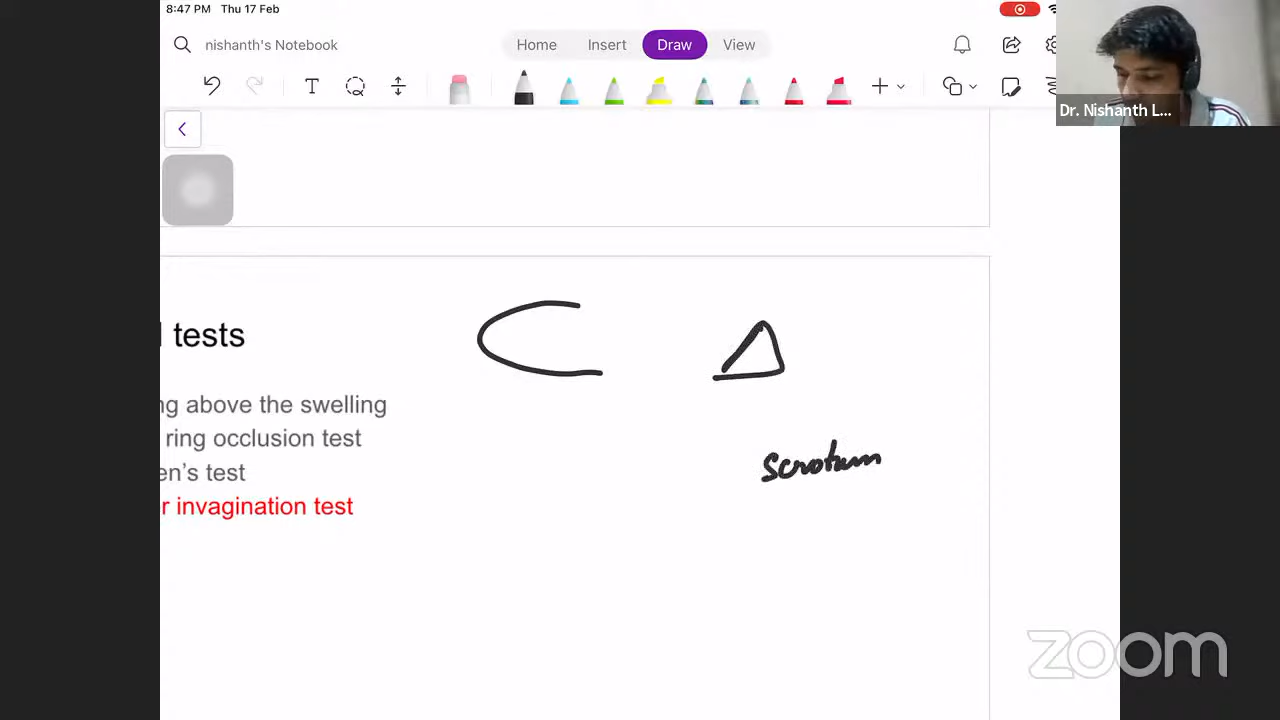 8:47 PM Thu 17 Feb
nishanth's Notebook
Home Insert Draw View
T
Dr. Nishanth L...
tests
ng above the swelling
ring occlusion test
en's test
r invagination test
scrotum
zoom